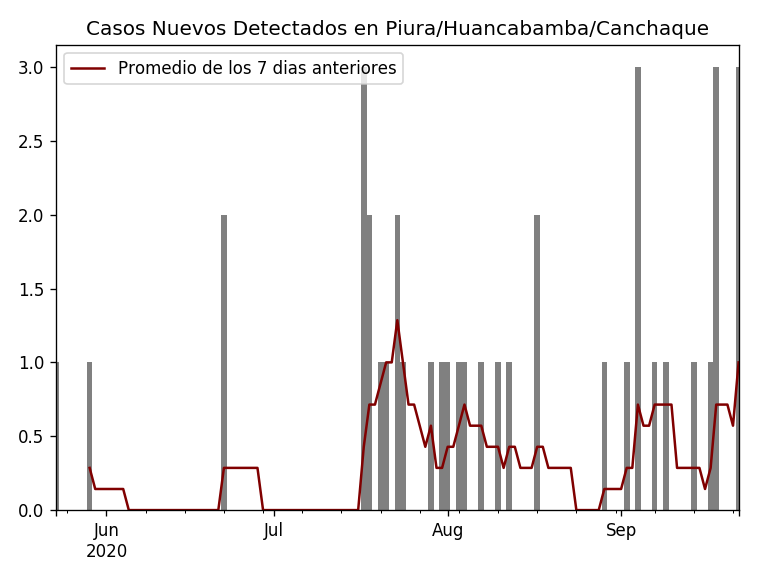 Casos Nuevos Detectados en Piura/Huancabamba/Canchaque
Promedio de los 7 dias anteriores
3.0
2.5
2.0
1.5
1.0
0.5
0.0
Jun
2020
Jul
Aug
Sep